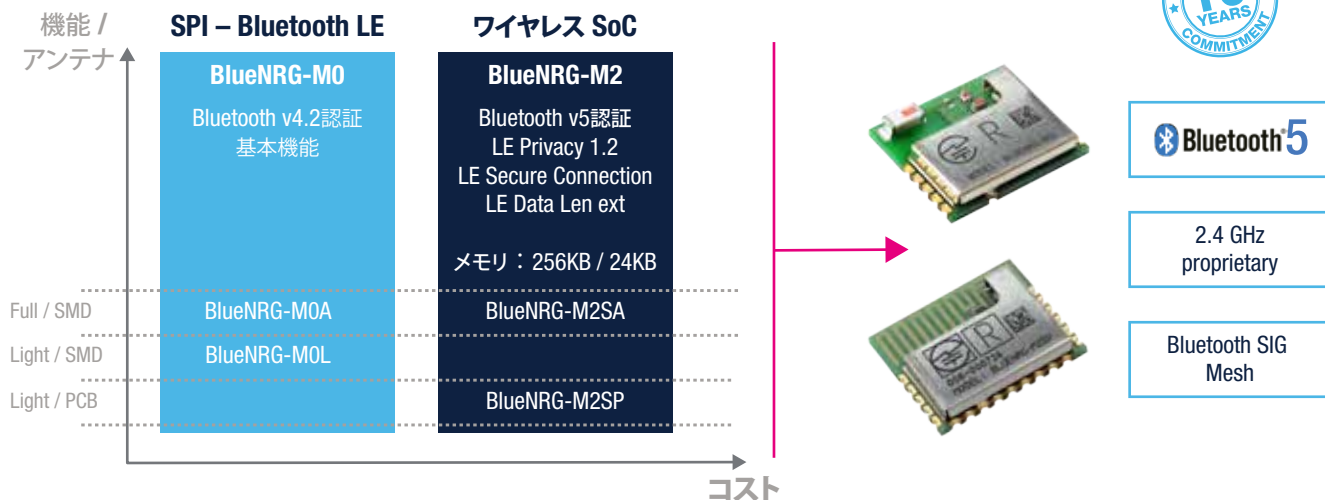 機能 /
アンテナ
SPI – Bluetooth LE
ワイヤレス SoC
BlueNRG-M0
Bluetooth v4.2認証
基本機能
BlueNRG-M2
Bluetooth v5認証
LE Privacy 1.2
LE Secure Connection
LE Data Len ext
メモリ：256KB / 24KB
Full / SMD
BlueNRG-M0A
BlueNRG-M2SA
Light / SMD
BlueNRG-M0L
Light / PCB
BlueNRG-M2SP
コスト
YEARS
COMMITMENT
R
R
Bluetooth 5
2.4 GHz
proprietary
Bluetooth SIG
Mesh